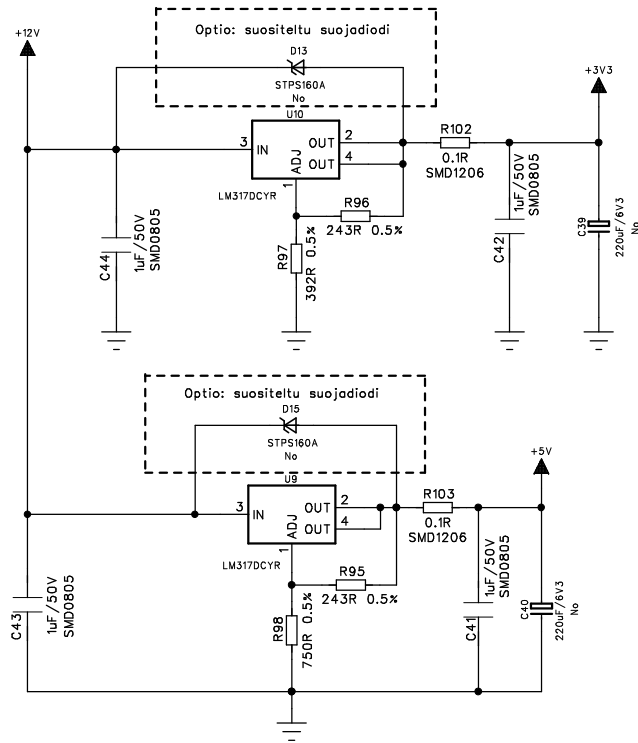 +12V
Optio: suositeltu suojadiodi
D13
STPS160A
No
U10
3
IN
ADJ
OUT
2
OUT
4
1
LM317DCYR
R96
243R 0.5%
R97
392R 0.5%
C44
1uF/50V
SMD0805
R102
0.1R
SMD1206
+3V3
C42
1uF/50V
SMD0805
C39
220uF/6V3
No
Optio: suositeltu suojadiodi
D15
STPS160A
No
U9
3
IN
ADJ
OUT
2
OUT
4
1
LM317DCYR
R95
243R 0.5%
R98
750R 0.5%
C43
1uF/50V
SMD0805
R103
0.1R
SMD1206
+5V
C41
1uF/50V
SMD0805
C40
220uF/6V3
No